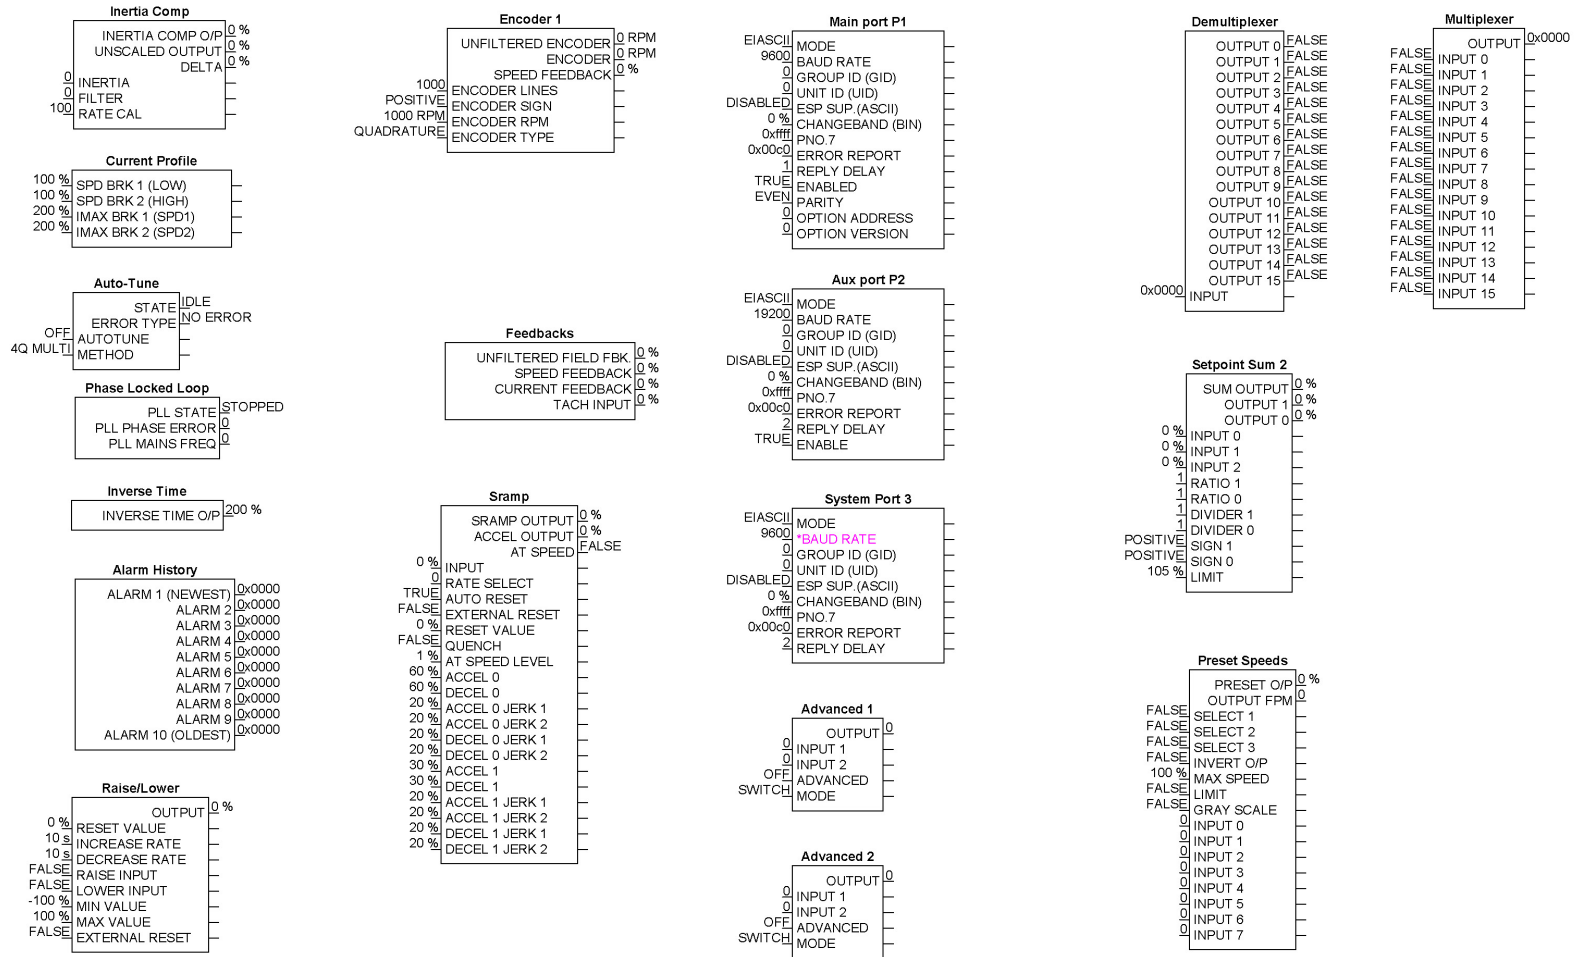 Inertia Comp
INERTIA COMP O/P 0 %
UNSCALED OUTPUT 0 %
DELTA 0 %
0 INERTIA
0 FILTER
100 RATE CAL
Current Profile
100 % SPD BRK 1 (LOW)
100 % SPD BRK 2 (HIGH)
200 % IMAX BRK 1 (SPD1)
200 % IMAX BRK 2 (SPD2)
Auto-Tune
STATE IDLE
ERROR TYPE NO ERROR
OFF AUTOTUNE
4Q MULTI METHOD
Phase Locked Loop
PLL STATE STOPPED
PLL PHASE ERROR 0
PLL MAINS FREQ 0
Inverse Time
INVERSE TIME O/P 200 %
Alarm History
ALARM 1 (NEWEST) 0x0000
ALARM 2 0x0000
ALARM 3 0x0000
ALARM 4 0x0000
ALARM 5 0x0000
ALARM 6 0x0000
ALARM 7 0x0000
ALARM 8 0x0000
ALARM 9 0x0000
ALARM 10 (OLDEST) 0x0000
Raise/Lower
OUTPUT 0 %
0 % RESET VALUE
10 s INCREASE RATE
10 s DECREASE RATE
FALSE RAISE INPUT
FALSE LOWER INPUT
-100 % MIN VALUE
100 % MAX VALUE
FALSE EXTERNAL RESET
Encoder 1
UNFILTERED ENCODER 0 RPM
ENCODER 0 RPM
SPEED FEEDBACK 0 %
1000 ENCODER LINES
POSITIVE ENCODER SIGN
1000 RPM ENCODER RPM
QUADRATURE ENCODER TYPE
Feedbacks
UNFILTERED FIELD FBK. 0 %
SPEED FEEDBACK 0 %
CURRENT FEEDBACK 0 %
TACH INPUT 0 %
Sramp
SRAMP OUTPUT 0 %
ACCEL OUTPUT 0 %
AT SPEED FALSE
0 % INPUT
0 RATE SELECT
TRUE AUTO RESET
FALSE EXTERNAL RESET
0 % RESET VALUE
FALSE QUENCH
1 % AT SPEED LEVEL
60 % ACCEL 0
60 % DECEL 0
20 % ACCEL 0 JERK 1
20 % ACCEL 0 JERK 2
20 % DECEL 0 JERK 1
20 % DECEL 0 JERK 2
30 % ACCEL 1
30 % DECEL 1
20 % ACCEL 1 JERK 1
20 % ACCEL 1 JERK 2
20 % DECEL 1 JERK 1
20 % DECEL 1 JERK 2
Main port P1
EIASCII MODE
9600 BAUD RATE
0 GROUP ID (GID)
0 UNIT ID (UID)
DISABLED ESP SUP.(ASCII)
0 % CHANGEBAND (BIN)
0xffff PNO.7
0x00c0 ERROR REPORT
1 REPLY DELAY
TRUE ENABLED
EVEN PARITY
0 OPTION ADDRESS
0 OPTION VERSION
Aux port P2
EIASCII MODE
19200 BAUD RATE
0 GROUP ID (GID)
0 UNIT ID (UID)
DISABLED ESP SUP.(ASCII)
0 % CHANGEBAND (BIN)
0xffff PNO.7
0x00c0 ERROR REPORT
2 REPLY DELAY
TRUE ENABLE
System Port 3
EIASCII MODE
9600 *BAUD RATE
0 GROUP ID (GID)
0 UNIT ID (UID)
DISABLED ESP SUP.(ASCII)
0 % CHANGEBAND (BIN)
0xffff PNO.7
0x00c0 ERROR REPORT
2 REPLY DELAY
Advanced 1
OUTPUT 0
0 INPUT 1
0 INPUT 2
OFF ADVANCED
SWITCH MODE
Advanced 2
OUTPUT 0
0 INPUT 1
0 INPUT 2
OFF ADVANCED
SWITCH MODE
Demultiplexer
OUTPUT 0 FALSE
OUTPUT 1 FALSE
OUTPUT 2 FALSE
OUTPUT 3 FALSE
OUTPUT 4 FALSE
OUTPUT 5 FALSE
OUTPUT 6 FALSE
OUTPUT 7 FALSE
OUTPUT 8 FALSE
OUTPUT 9 FALSE
OUTPUT 10 FALSE
OUTPUT 11 FALSE
OUTPUT 12 FALSE
OUTPUT 13 FALSE
OUTPUT 14 FALSE
OUTPUT 15 FALSE
0x0000 INPUT
Setpoint Sum 2
SUM OUTPUT 0 %
OUTPUT 1 0 %
OUTPUT 0 0 %
0 % INPUT 0
0 % INPUT 1
0 % INPUT 2
1 RATIO 1
1 RATIO 0
1 DIVIDER 1
1 DIVIDER 0
POSITIVE SIGN 1
POSITIVE SIGN 0
105 % LIMIT
Preset Speeds
PRESET O/P 0 %
OUTPUT FPM 0
FALSE SELECT 1
FALSE SELECT 2
FALSE SELECT 3
FALSE INVERT O/P
100 % MAX SPEED
FALSE LIMIT
FALSE GRAY SCALE
0 INPUT 0
0 INPUT 1
0 INPUT 2
0 INPUT 3
0 INPUT 4
0 INPUT 5
0 INPUT 6
0 INPUT 7
Multiplexer
OUTPUT 0x0000
FALSE INPUT 0
FALSE INPUT 1
FALSE INPUT 2
FALSE INPUT 3
FALSE INPUT 4
FALSE INPUT 5
FALSE INPUT 6
FALSE INPUT 7
FALSE INPUT 8
FALSE INPUT 9
FALSE INPUT 10
FALSE INPUT 11
FALSE INPUT 12
FALSE INPUT 13
FALSE INPUT 14
FALSE INPUT 15